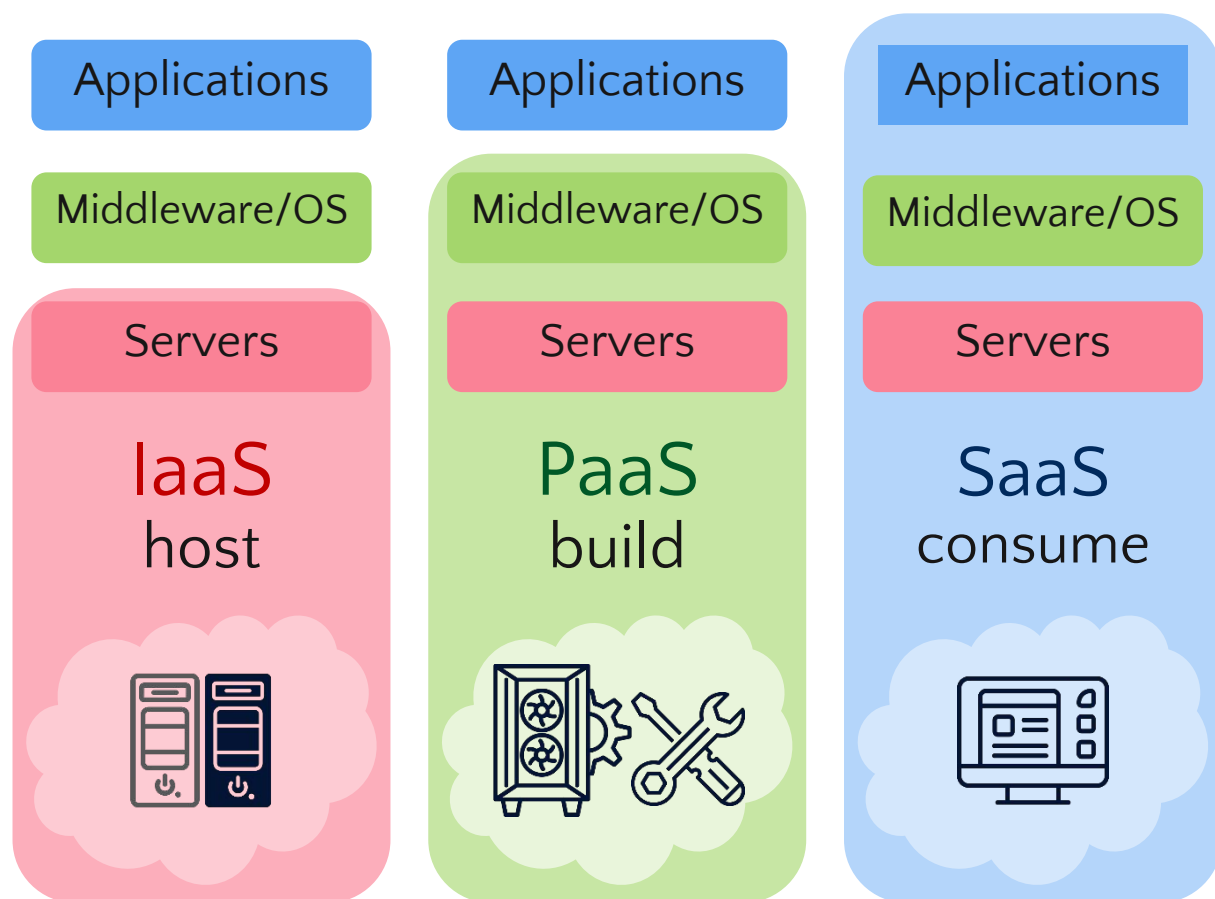 Applications
Middleware/OS
Servers
IaaS
host
Applications
Middleware/OS
Servers
PaaS
build
Applications
Middleware/OS
Servers
SaaS
consume